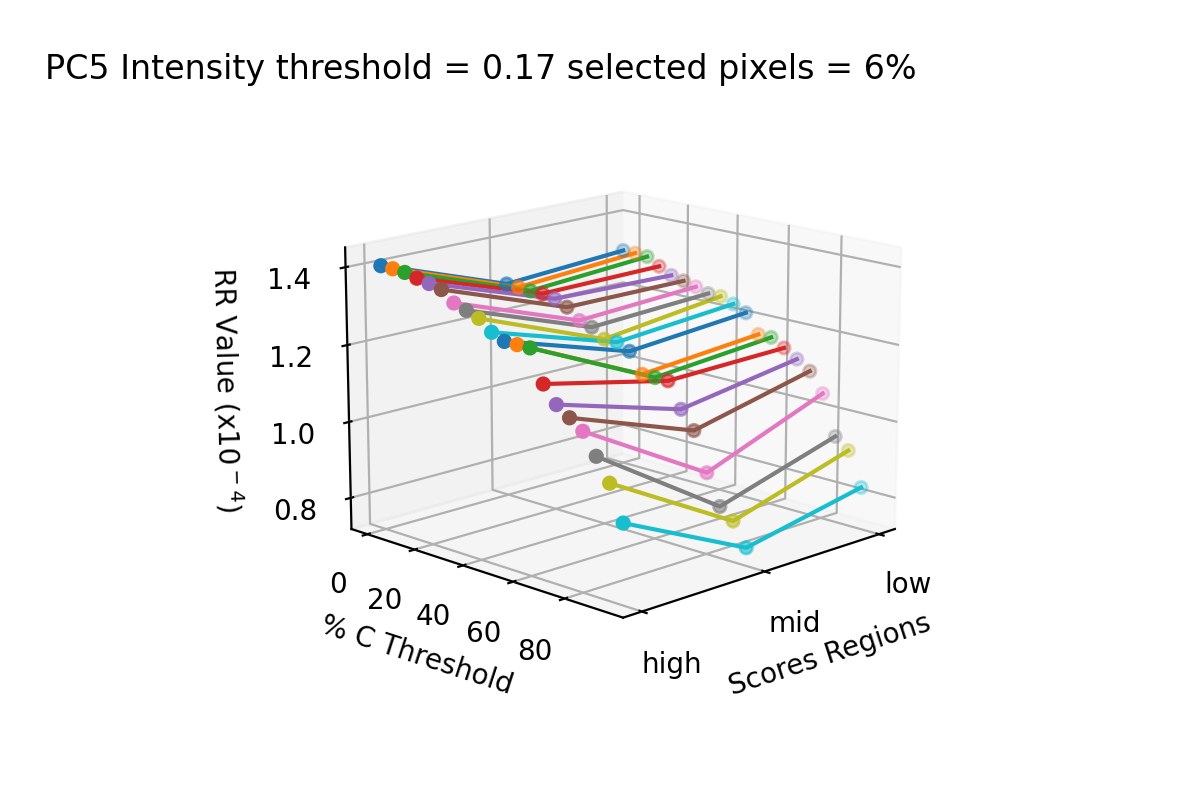 PC5 Intensity threshold = 0.17 selected pixels = 6%
RR Value (x10⁻⁴)
1.4
1.2
1.0
0.8
0
20
40
60
80
% C Threshold
high
mid
low
Scores Regions